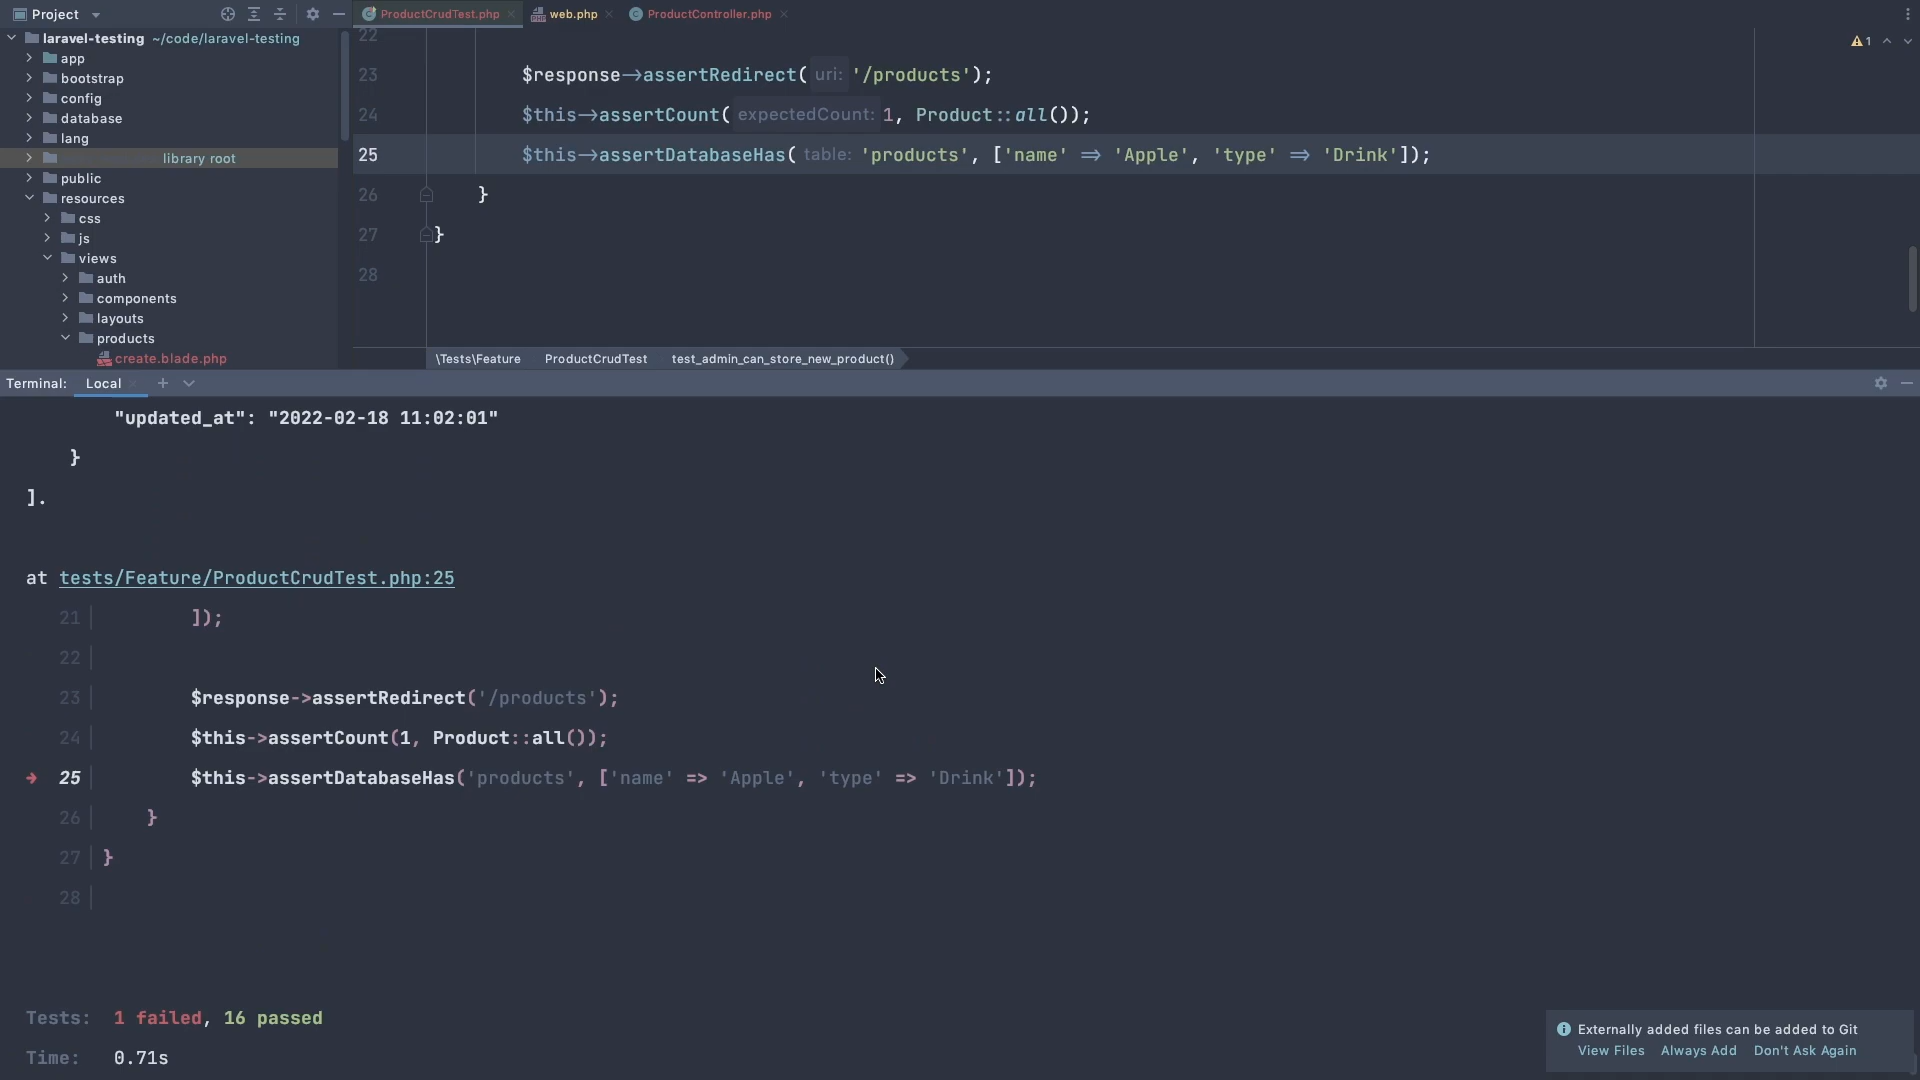 Project
ProductCrudTest.php
web.php
ProductController.php
laravel-testing ~/code/laravel-testing
app
bootstrap
config
database
lang
library root
public
resources
css
js
views
auth
components
layouts
products
create.blade.php
1
22
23 $response->assertRedirect( uri: '/products');
24 $this->assertCount( expectedCount: 1, Product::all());
25 $this->assertDatabaseHas( table: 'products', ['name' => 'Apple', 'type' => 'Drink']);
26 }
27 }
28
\Tests\Feature ProductCrudTest test_admin_can_store_new_product()
Terminal: Local
"updated_at": "2022-02-18 11:02:01"
}
].
at tests/Feature/ProductCrudTest.php:25
21| ]);
22|
23| $response->assertRedirect('/products');
24| $this->assertCount(1, Product::all());
➜ 25| $this->assertDatabaseHas('products', ['name' => 'Apple', 'type' => 'Drink']);
26| }
27| }
28|
Tests: 1 failed, 16 passed
Time: 0.71s
Externally added files can be added to Git
View Files Always Add Don't Ask Again